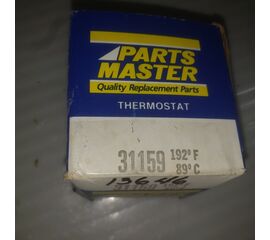 PARTS
MASTER
Quality Replacement Parts
THERMOSTAT
31159 192° F
89° C